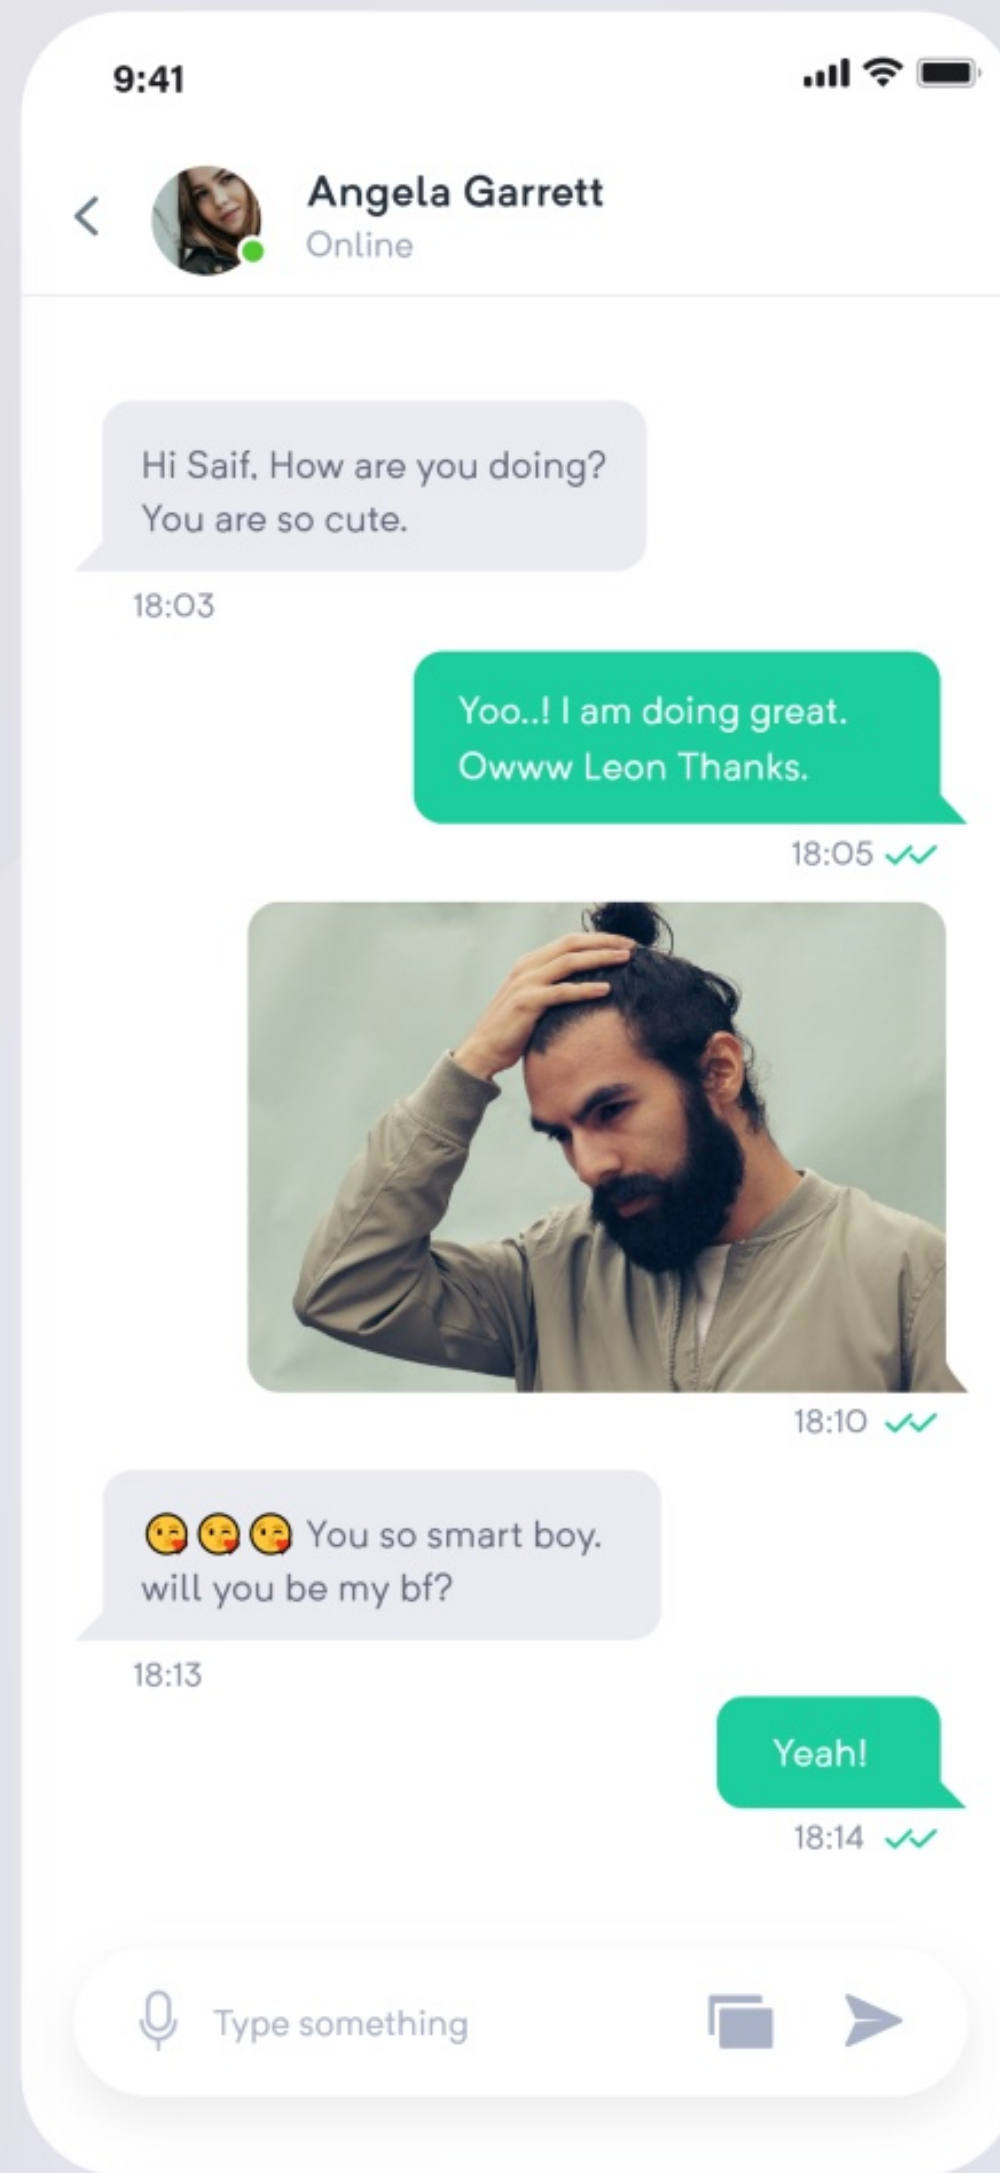 9:41
Angela Garrett
Online
Hi Saif, How are you doing?
You are so cute.
18:03
Yoo..! I am doing great.
Owww Leon Thanks.
18:05
18:10
😘😘😘 You so smart boy.
will you be my bf?
18:13
Yeah!
18:14
Type something